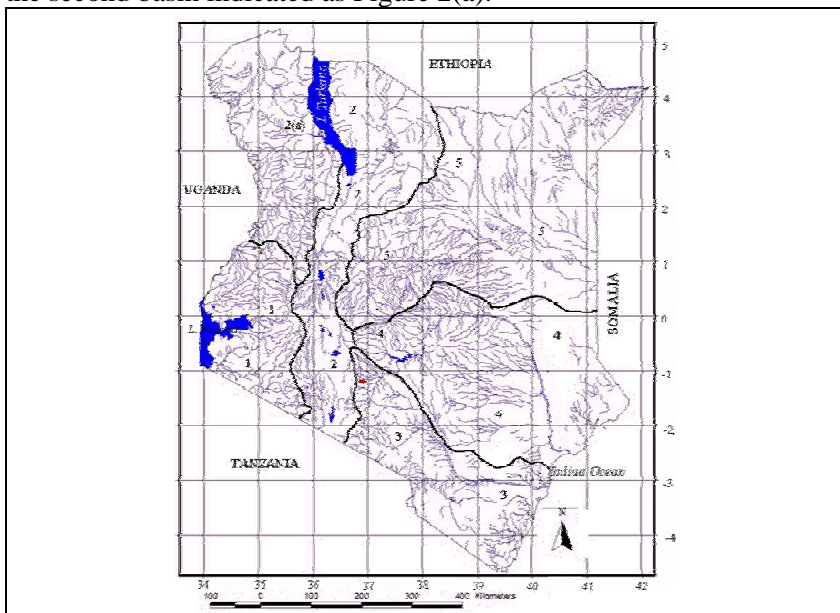 the second basin indicated as Figure 2(a).
5
ETHIOPIA
4
2
2(a)
3
5
UGANDA
2
2
5
5
1
1
SOMALIA
0
1
4
4
1
2
-1
4
3
-2
TANZANIA
Indian Ocean
3
-3
N
-4
34 35 36 37 38 39 40 41 42
100 0 100 200 300 400 Kilometers